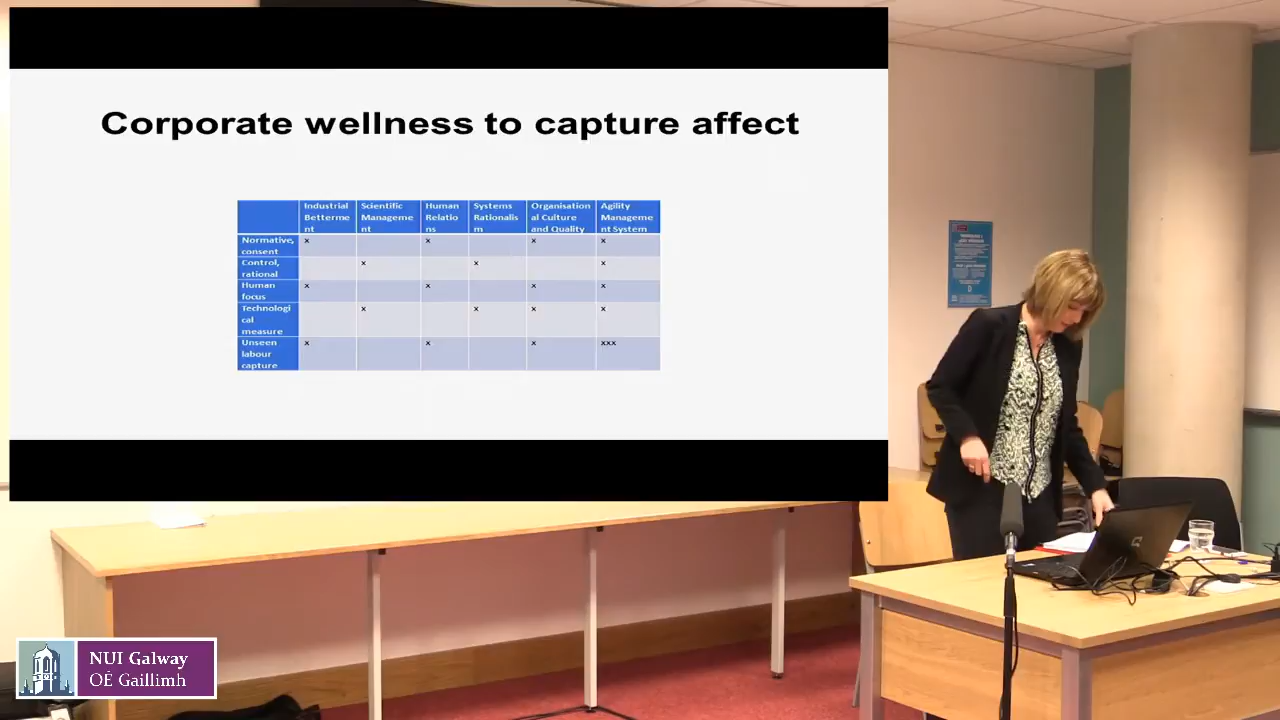 Corporate wellness to capture affect
Industrial
Betterme
nt
Scientific
Manageme
nt
Human
Relatio
ns
Systems
Rationalis
m
Organisation
al Culture
and Quality
Agility
Manageme
nt System
Normative,
consent
x
x
x
x
Control,
rational
x
x
x
Human
focus
x
x
x
x
Technologi
cal
measure
x
x
x
x
Unseen
labour
capture
x
x
x
xxx
NUI Galway
OÉ Gaillimh